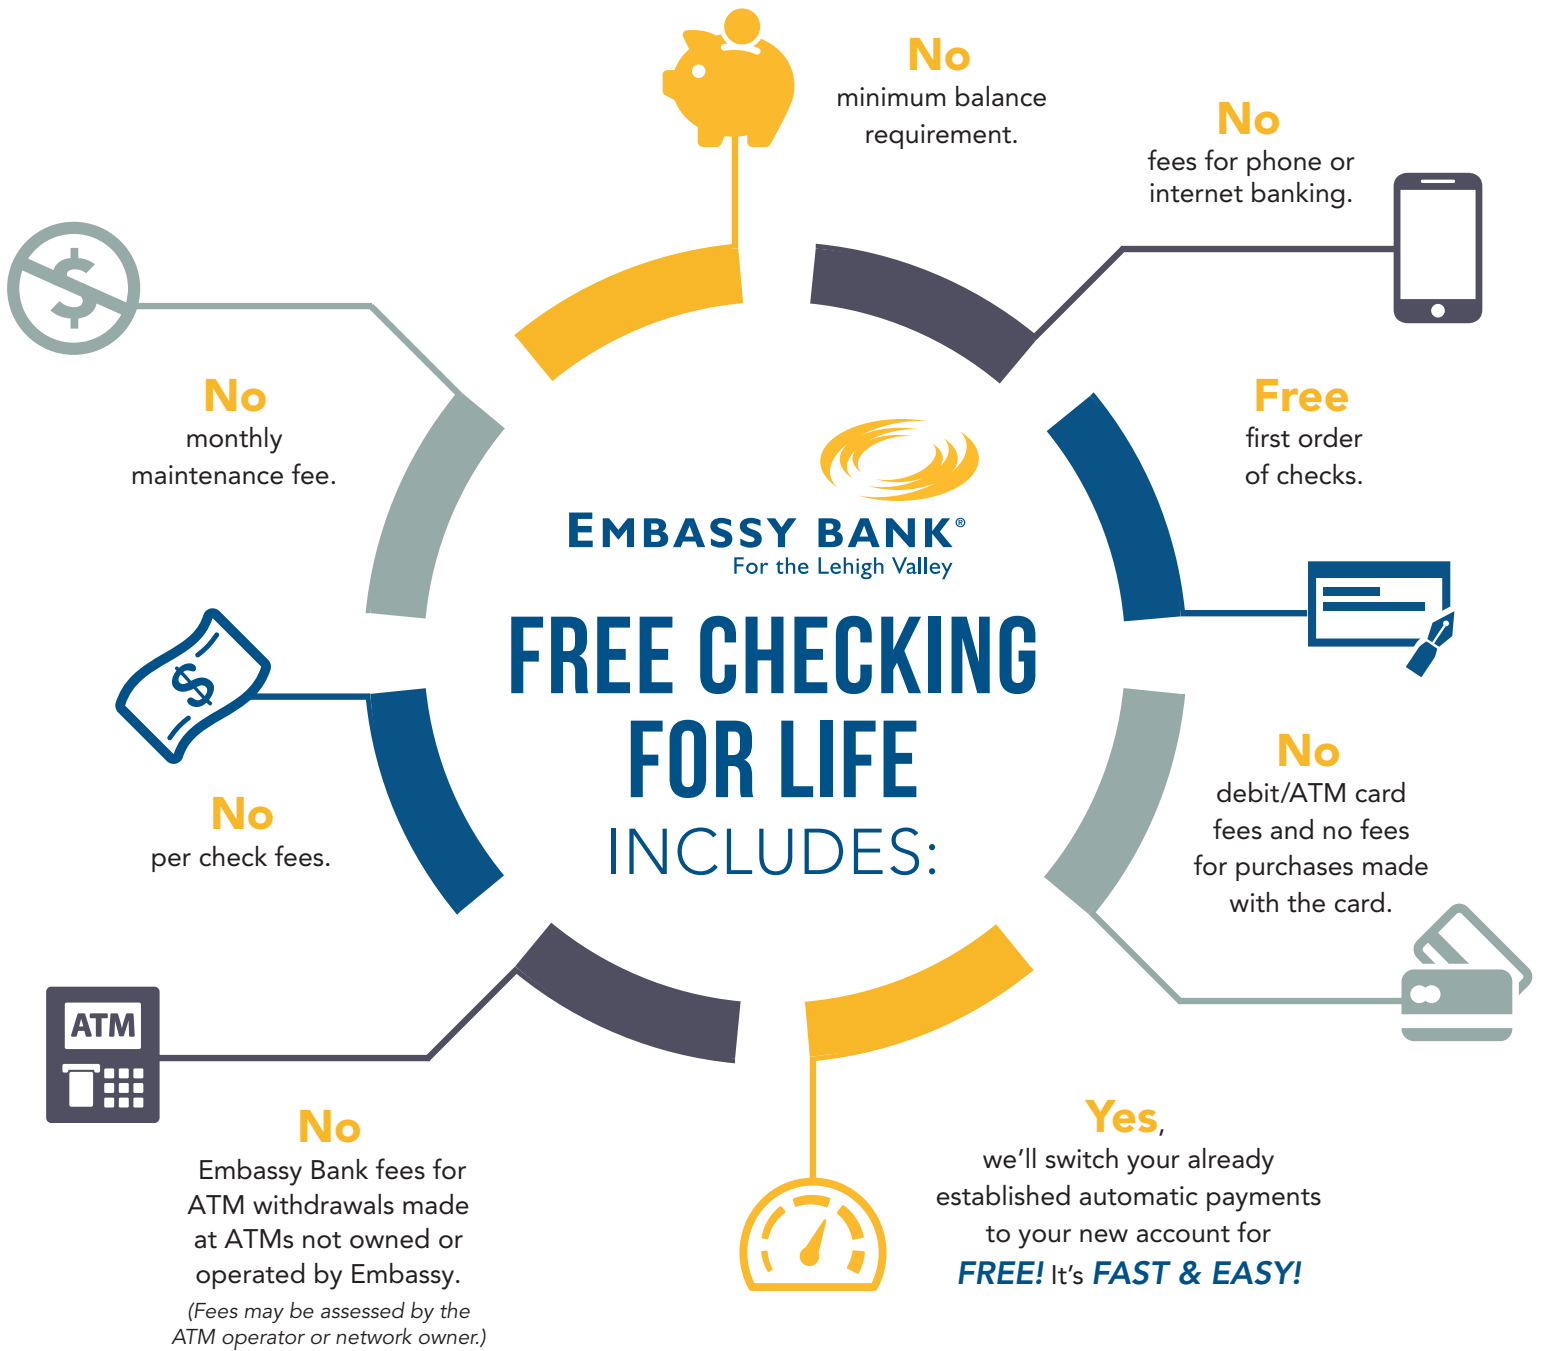 No
minimum balance
requirement.
No
fees for phone or
internet banking.
Free
first order
of checks.
No
debit/ATM card
fees and no fees
for purchases made
with the card.
Yes,
we'll switch your already
established automatic payments
to your new account for
FREE! It's FAST & EASY!
No
Embassy Bank fees for
ATM withdrawals made
at ATMs not owned or
operated by Embassy.
(Fees may be assessed by the
ATM operator or network owner.)
ATM
No
per check fees.
$
No
monthly
maintenance fee.
$
EMBASSY BANK®
For the Lehigh Valley
FREE CHECKING
FOR LIFE
INCLUDES: